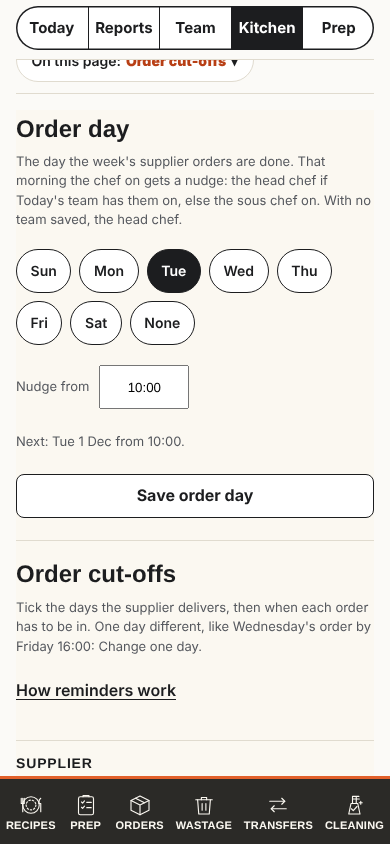 Today Reports Team Kitchen Prep
On this page: Order cut-offs ▾
Order day
The day the week's supplier orders are done. That
morning the chef on gets a nudge: the head chef if
Today's team has them on, else the sous chef on. With no
team saved, the head chef.
Sun Mon Tue Wed Thu
Fri Sat None
Nudge from 10:00
Next: Tue 1 Dec from 10:00.
Save order day
Order cut-offs
Tick the days the supplier delivers, then when each order
has to be in. One day different, like Wednesday's order by
Friday 16:00: Change one day.
How reminders work
SUPPLIER
RECIPES PREP ORDERS WASTAGE TRANSFERS CLEANING